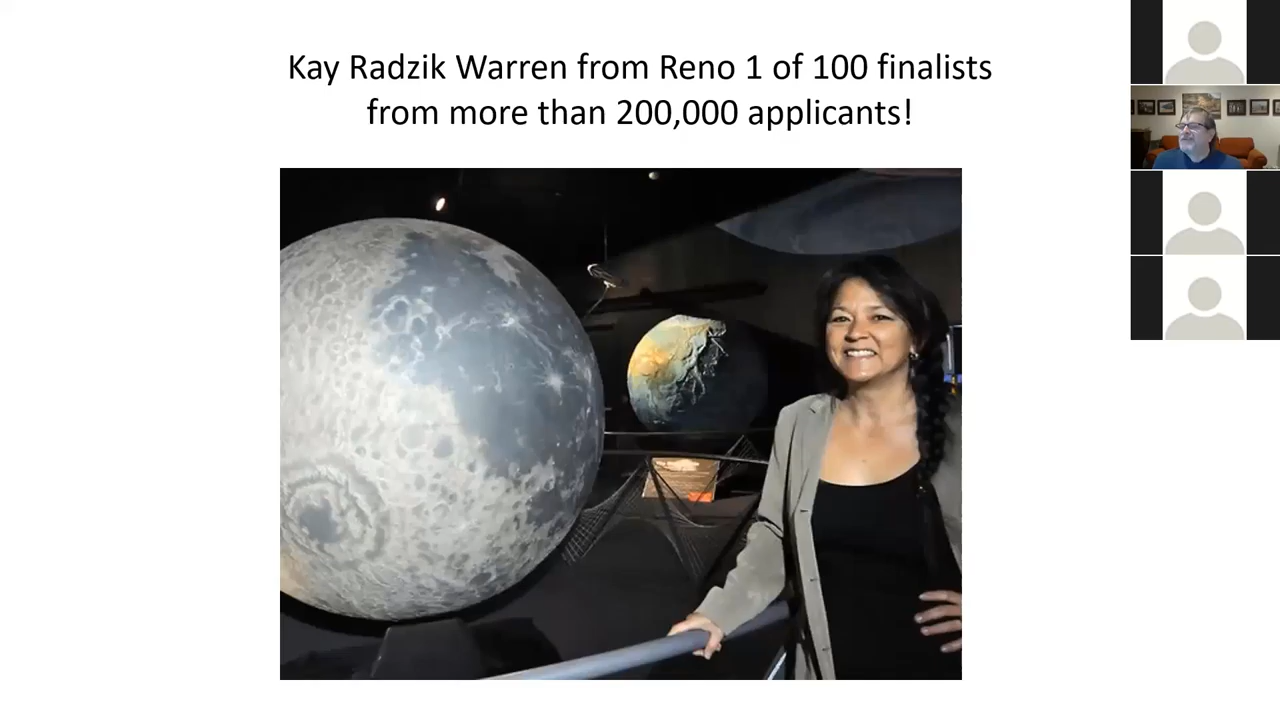 Kay Radzik Warren from Reno 1 of 100 finalists
from more than 200,000 applicants!